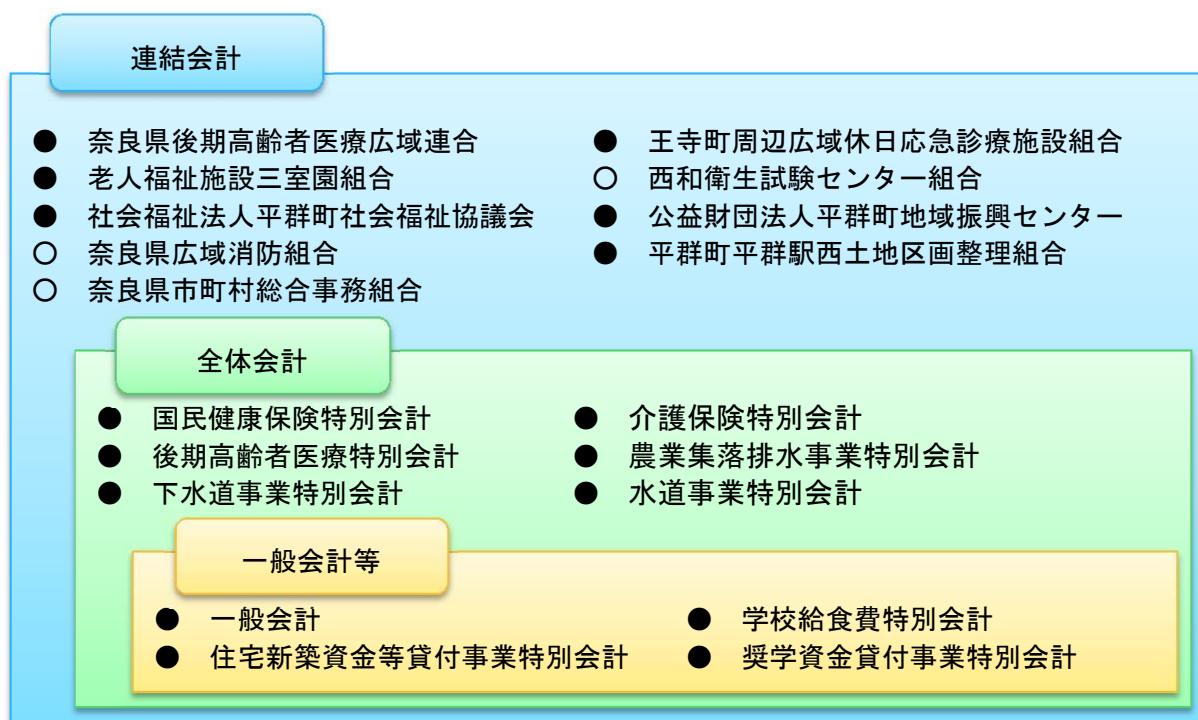 連結会計
● 奈良県後期高齢者医療広域連合
● 老人福祉施設三室園組合
● 社会福祉法人平群町社会福祉協議会
○ 奈良県広域消防組合
○ 奈良県市町村総合事務組合
● 王寺町周辺広域休日応急診療施設組合
○ 西和衛生試験センター組合
● 公益財団法人平群町地域振興センター
● 平群町平群駅西土地区画整理組合
全体会計
● 国民健康保険特別会計
● 後期高齢者医療特別会計
● 下水道事業特別会計
● 介護保険特別会計
● 農業集落排水事業特別会計
● 水道事業特別会計
一般会計等
● 一般会計
● 住宅新築資金等貸付事業特別会計
● 学校給食費特別会計
● 奨学資金貸付事業特別会計